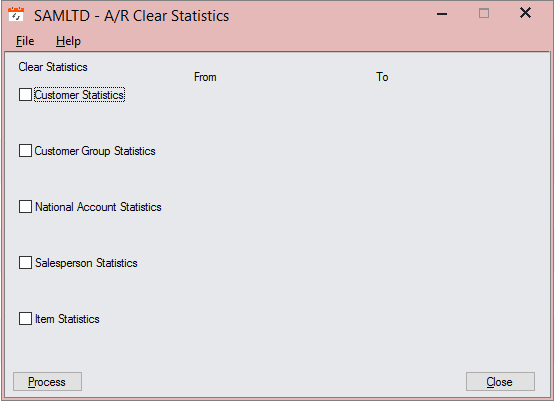 SAMLTD - A/R Clear Statistics
File Help
Clear Statistics
From To
Customer Statistics
Customer Group Statistics
National Account Statistics
Salesperson Statistics
Item Statistics
Process Close